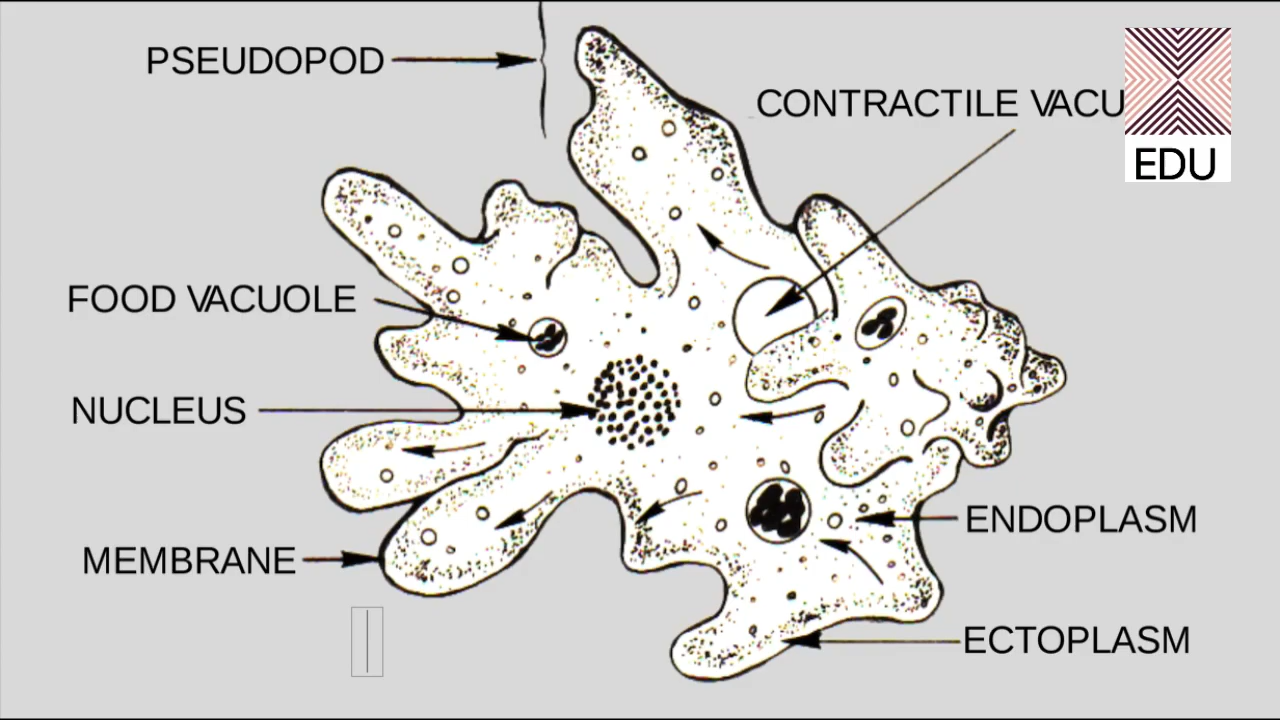 PSEUDOPOD
CONTRACTILE VACU
EDU
FOOD VACUOLE
NUCLEUS
ENDOPLASM
MEMBRANE
ECTOPLASM